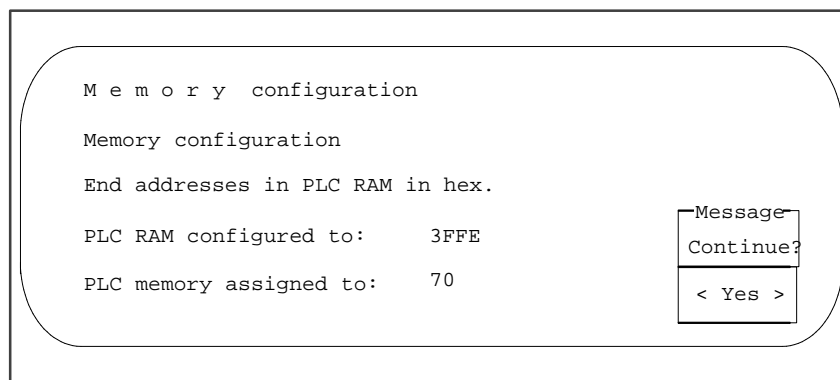 M e m o r y configuration
Memory configuration
End addresses in PLC RAM in hex.
PLC RAM configured to: 3FFE
PLC memory assigned to: 70
Message
Continue?
< Yes >